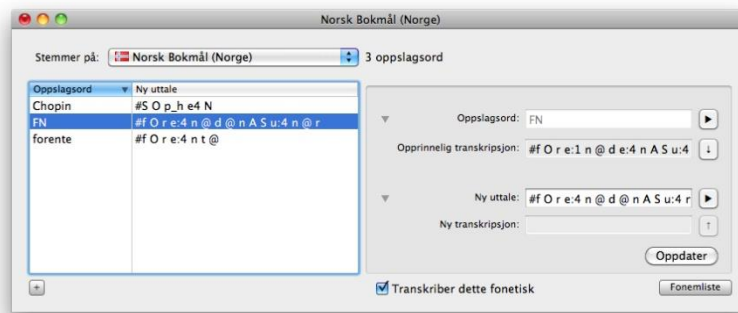 Norsk Bokmål (Norge)
Stemmer på: Norsk Bokmål (Norge) 3 oppslagsord
Oppslagsord Ny uttale
Chopin #S O p_h e4 N
FN #f O r e:4 n @ d @ n A S u:4 n @ r
forente #f O r e:4 n t @
Oppslagsord: FN
Opprinnelig transkripsjon: #f O r e:1 n @ d e:4 n A S u:4
Ny uttale: #f O r e:4 n @ d @ n A S u:4 r
Ny transkripsjon:
Oppdater
Transkriber dette fonetisk Fonemliste